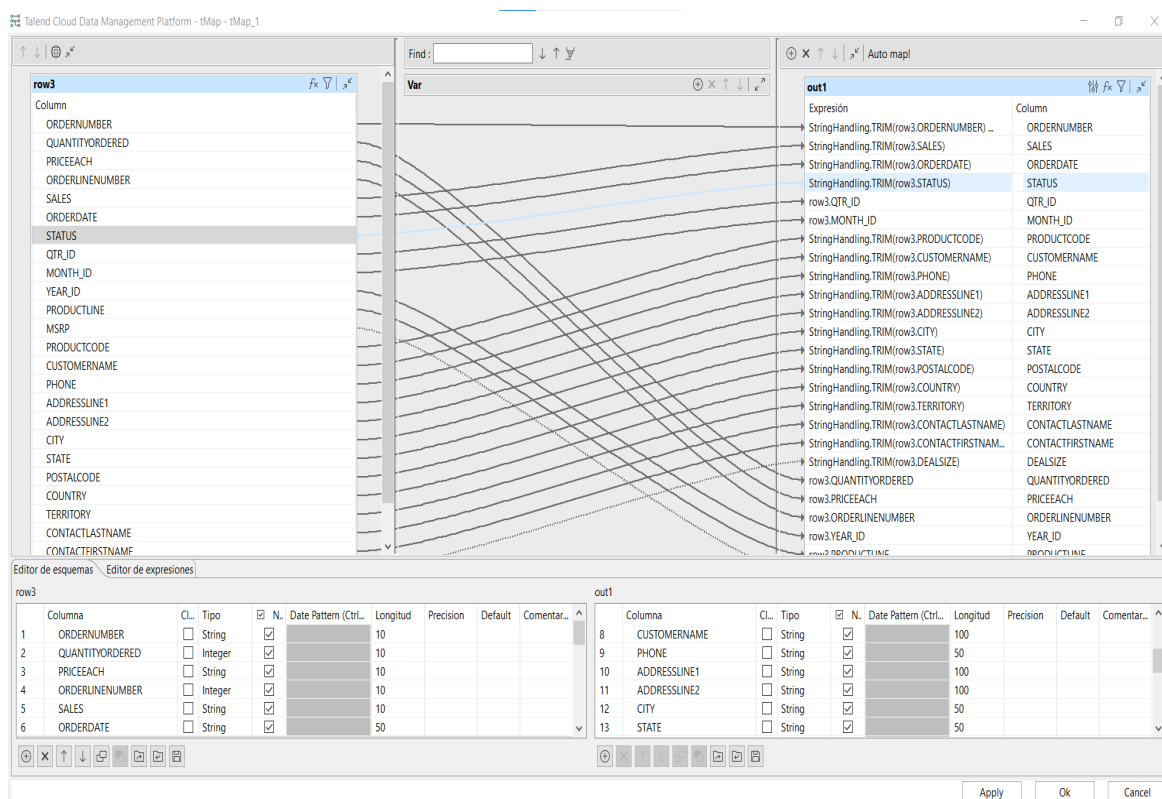 Talend Cloud Data Management Platform - tMap - tMap_1
row3
Column
ORDERNUMBER
QUANTITYORDERED
PRICEEACH
ORDERLINENUMBER
SALES
ORDERDATE
STATUS
QTR_ID
MONTH_ID
YEAR_ID
PRODUCTLINE
MSRP
PRODUCTCODE
CUSTOMERNAME
PHONE
ADDRESSLINE1
ADDRESSLINE2
CITY
STATE
POSTALCODE
COUNTRY
TERRITORY
CONTACTLASTNAME
CONTACTFIRSTNAME
Find :
Var
Auto map!
out1
Expresión Column
StringHandling.TRIM(row3.ORDERNUMBER) ... ORDERNUMBER
StringHandling.TRIM(row3.SALES) SALES
StringHandling.TRIM(row3.ORDERDATE) ORDERDATE
StringHandling.TRIM(row3.STATUS) STATUS
row3.QTR_ID QTR_ID
row3.MONTH_ID MONTH_ID
StringHandling.TRIM(row3.PRODUCTCODE) PRODUCTCODE
StringHandling.TRIM(row3.CUSTOMERNAME) CUSTOMERNAME
StringHandling.TRIM(row3.PHONE) PHONE
StringHandling.TRIM(row3.ADDRESSLINE1) ADDRESSLINE1
StringHandling.TRIM(row3.ADDRESSLINE2) ADDRESSLINE2
StringHandling.TRIM(row3.CITY) CITY
StringHandling.TRIM(row3.STATE) STATE
StringHandling.TRIM(row3.POSTALCODE) POSTALCODE
StringHandling.TRIM(row3.COUNTRY) COUNTRY
StringHandling.TRIM(row3.TERRITORY) TERRITORY
StringHandling.TRIM(row3.CONTACTLASTNAME) CONTACTLASTNAME
StringHandling.TRIM(row3.CONTACTFIRSTNAM... CONTACTFIRSTNAME
StringHandling.TRIM(row3.DEALSIZE) DEALSIZE
row3.QUANTITYORDERED QUANTITYORDERED
row3.PRICEEACH PRICEEACH
row3.ORDERLINENUMBER ORDERLINENUMBER
row3.YEAR_ID YEAR_ID
row3.PRODUCTLINE PRODUCTLINE
Editor de esquemas Editor de expresiones
row3
Columna Cl... Tipo N.. Date Pattern (Ctrl... Longitud Precision Default Comentar...
1 ORDERNUMBER String 10
2 QUANTITYORDERED Integer 10
3 PRICEEACH String 10
4 ORDERLINENUMBER Integer 10
5 SALES String 10
6 ORDERDATE String 50
out1
Columna Cl... Tipo N.. Date Pattern (Ctrl... Longitud Precision Default Comentar...
8 CUSTOMERNAME String 100
9 PHONE String 50
10 ADDRESSLINE1 String 100
11 ADDRESSLINE2 String 100
12 CITY String 50
13 STATE String 50
Apply Ok Cancel